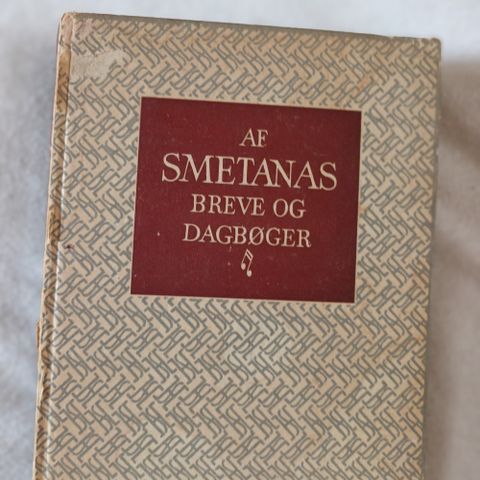 AF
SMETANAS
BREVE OG
DAGBØGER